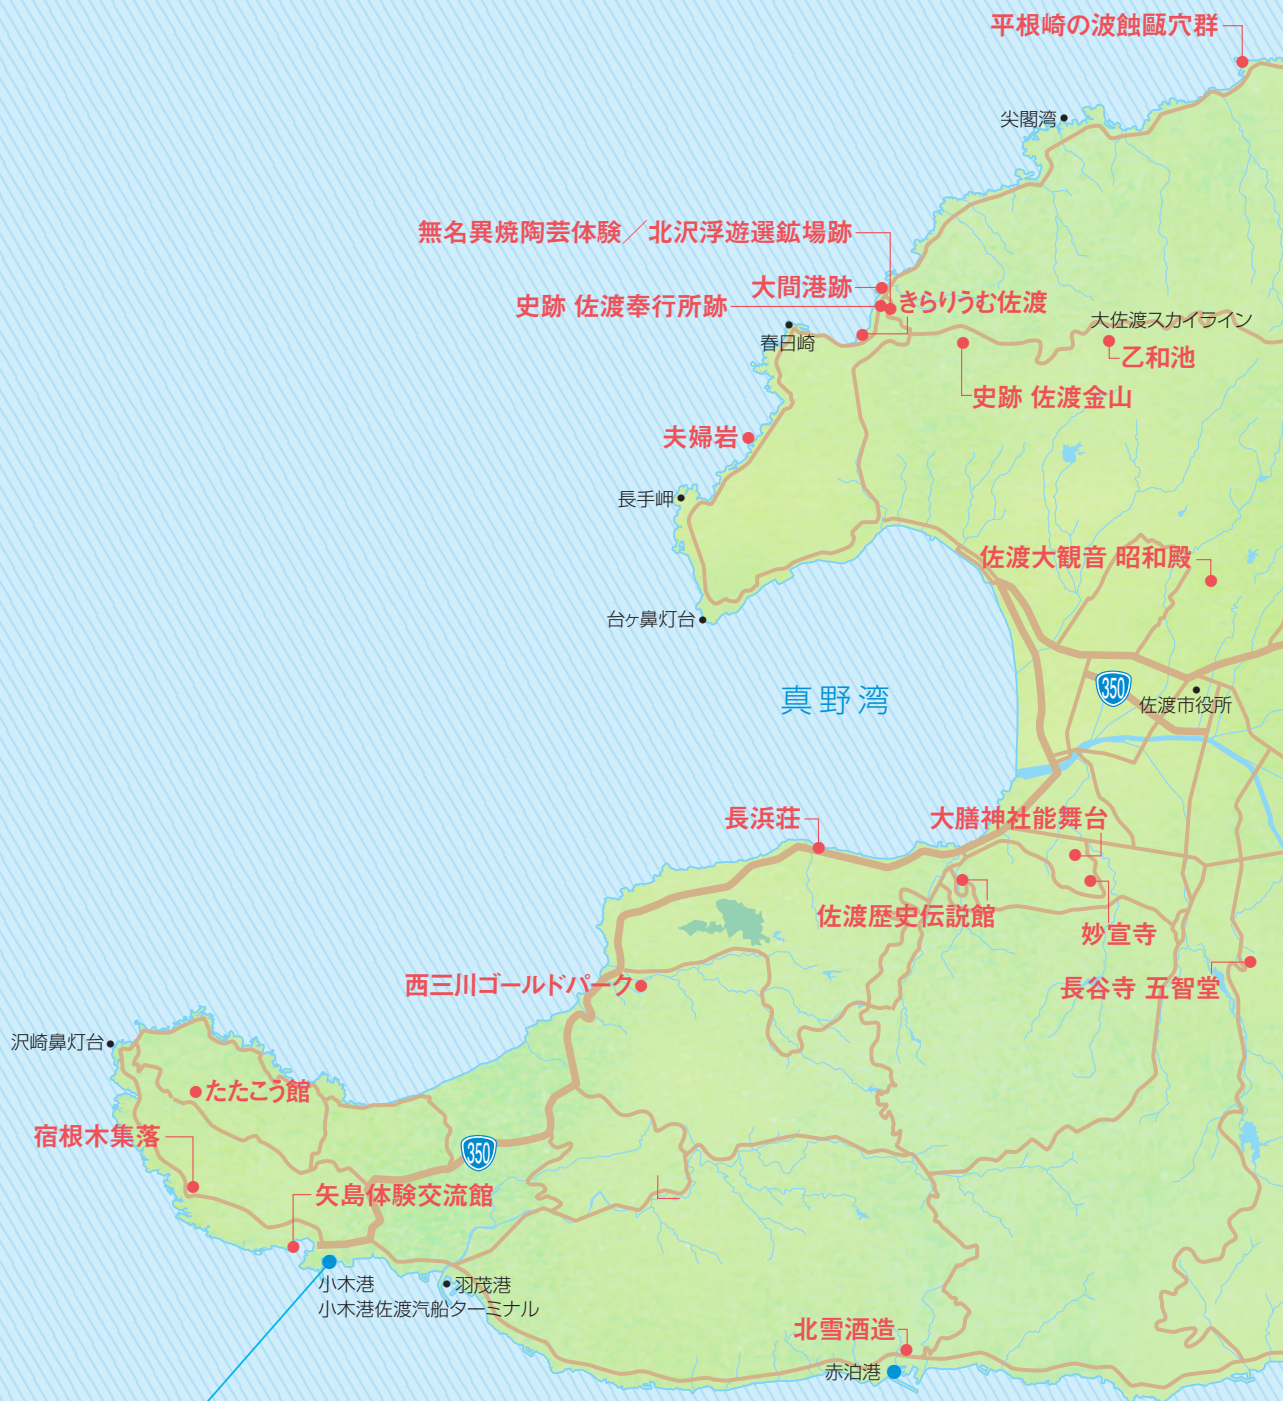 平根崎の波蝕甌穴群
尖閣湾
無名異焼陶芸体験／北沢浮遊選鉱場跡
大間港跡
史跡 佐渡奉行所跡
きらりうむ佐渡
大佐渡スカイライン
春日崎
乙和池
史跡 佐渡金山
夫婦岩
長手岬
佐渡大観音 昭和殿
台ヶ鼻灯台
真野湾
350
佐渡市役所
長浜荘
大膳神社能舞台
佐渡歴史伝説館
妙宣寺
西三川ゴールドパーク
長谷寺 五智堂
沢崎鼻灯台
たたこう館
宿根木集落
350
矢島体験交流館
小木港
小木港佐渡汽船ターミナル
羽茂港
北雪酒造
赤泊港